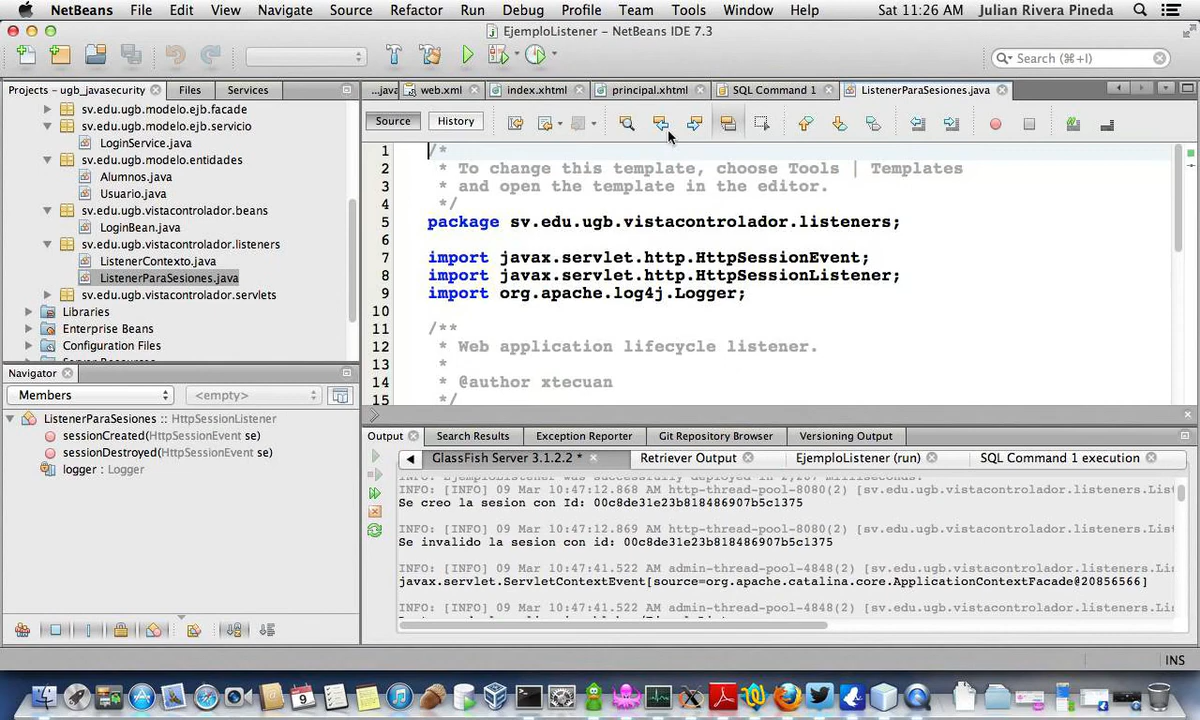 NetBeans File Edit View Navigate Source Refactor Run Debug Profile Team Tools Window Help Sat 11:26 AM Julian Rivera Pineda
EjemploListener – NetBeans IDE 7.3
Search (⌘+I)
Projects – ugb_javasecurity Files Services
...java web.xml index.xhtml principal.xhtml SQL Command 1 ListenerParaSesiones.java
Source History
sv.edu.ugb.modelo.ejb.facade
sv.edu.ugb.modelo.ejb.servicio
LoginService.java
sv.edu.ugb.modelo.entidades
Alumnos.java
Usuario.java
sv.edu.ugb.vistacontrolador.beans
LoginBean.java
sv.edu.ugb.vistacontrolador.listeners
ListenerContexto.java
ListenerParaSesiones.java
sv.edu.ugb.vistacontrolador.servlets
Libraries
Enterprise Beans
Configuration Files
Server Resources
1 /*
2 * To change this template, choose Tools | Templates
3 * and open the template in the editor.
4 */
5 package sv.edu.ugb.vistacontrolador.listeners;
6
7 import javax.servlet.http.HttpSessionEvent;
8 import javax.servlet.http.HttpSessionListener;
9 import org.apache.log4j.Logger;
10
11 /**
12 * Web application lifecycle listener.
13 *
14 * @author xtecuan
15 */
Navigator
Members <empty>
ListenerParaSesiones :: HttpSessionListener
sessionCreated(HttpSessionEvent se)
sessionDestroyed(HttpSessionEvent se)
logger : Logger
Output Search Results Exception Reporter Git Repository Browser Versioning Output
GlassFish Server 3.1.2.2 * Retriever Output EjemploListener (run) SQL Command 1 execution
INFO: EjemploListener was successfully deployed in 2,267 milliseconds.
INFO: [INFO] 09 Mar 10:47:12.868 AM http-thread-pool-8080(2) [sv.edu.ugb.vistacontrolador.listeners.List
Se creo la sesion con Id: 00c8de31e23b818486907b5c1375
INFO: [INFO] 09 Mar 10:47:12.869 AM http-thread-pool-8080(2) [sv.edu.ugb.vistacontrolador.listeners.List
Se invalido la sesion con id: 00c8de31e23b818486907b5c1375
INFO: [INFO] 09 Mar 10:47:41.522 AM admin-thread-pool-4848(2) [sv.edu.ugb.vistacontrolador.listeners.Lis
javax.servlet.ServletContextEvent[source=org.apache.catalina.core.ApplicationContextFacade@20856566]
INFO: [INFO] 09 Mar 10:47:41.522 AM admin-thread-pool-4848(2) [sv.edu.ugb.vistacontrolador.listeners.Lis
INS